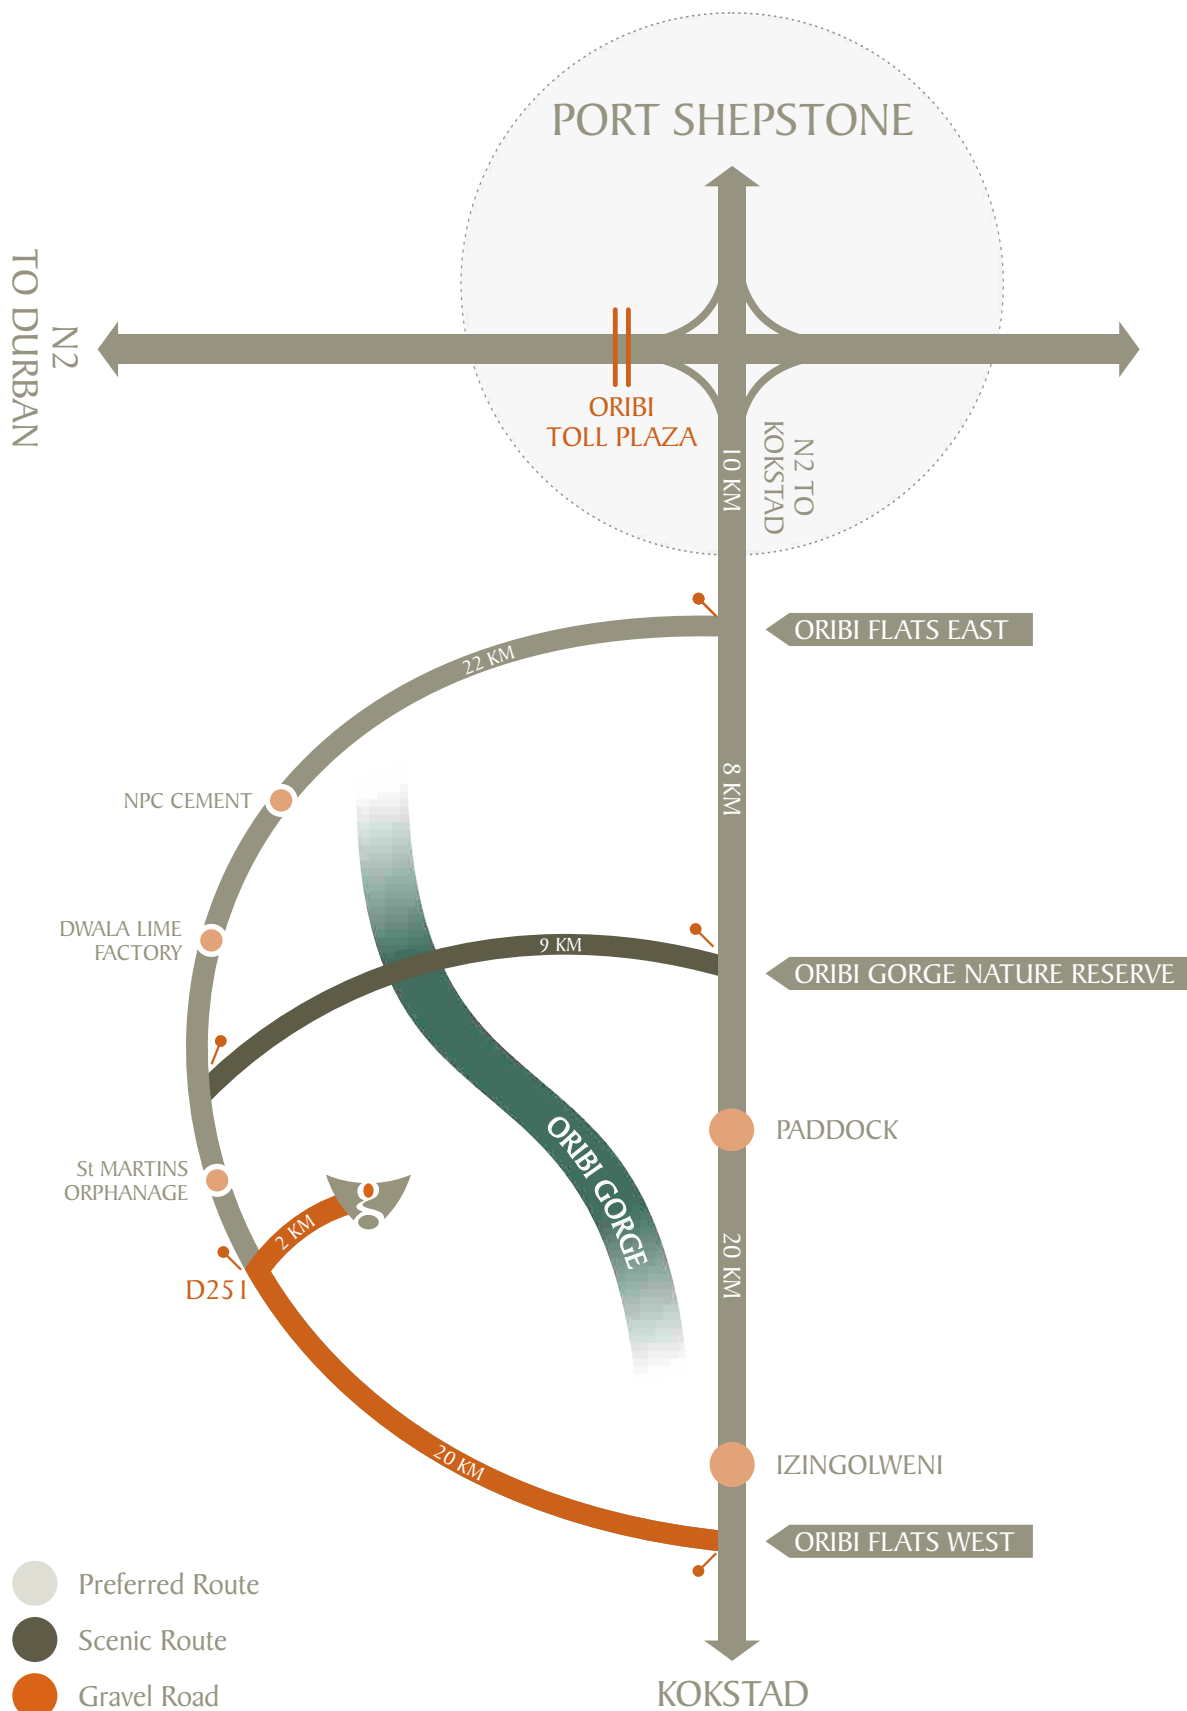 PORT SHEPSTONE
N2
TO DURBAN
ORIBI
TOLL PLAZA
N2 TO
KOKSTAD
10 KM
ORIBI FLATS EAST
22 KM
8 KM
NPC CEMENT
DWALA LIME
FACTORY
9 KM
ORIBI GORGE NATURE RESERVE
PADDOCK
ORIBI GORGE
St MARTINS
ORPHANAGE
g
2 KM
20 KM
D251
20 KM
IZINGOLWENI
ORIBI FLATS WEST
Preferred Route
Scenic Route
Gravel Road
KOKSTAD